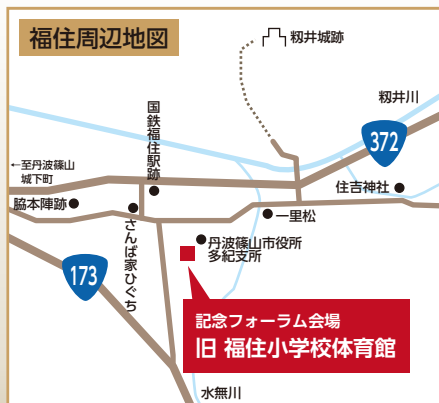 福住周辺地図
籾井城跡
籾井川
372
国鉄福住駅跡
←至丹波篠山
城下町
脇本陣跡
住吉神社
一里松
さんば家ひぐち
丹波篠山市役所
多紀支所
173
記念フォーラム会場
旧 福住小学校体育館
水無川